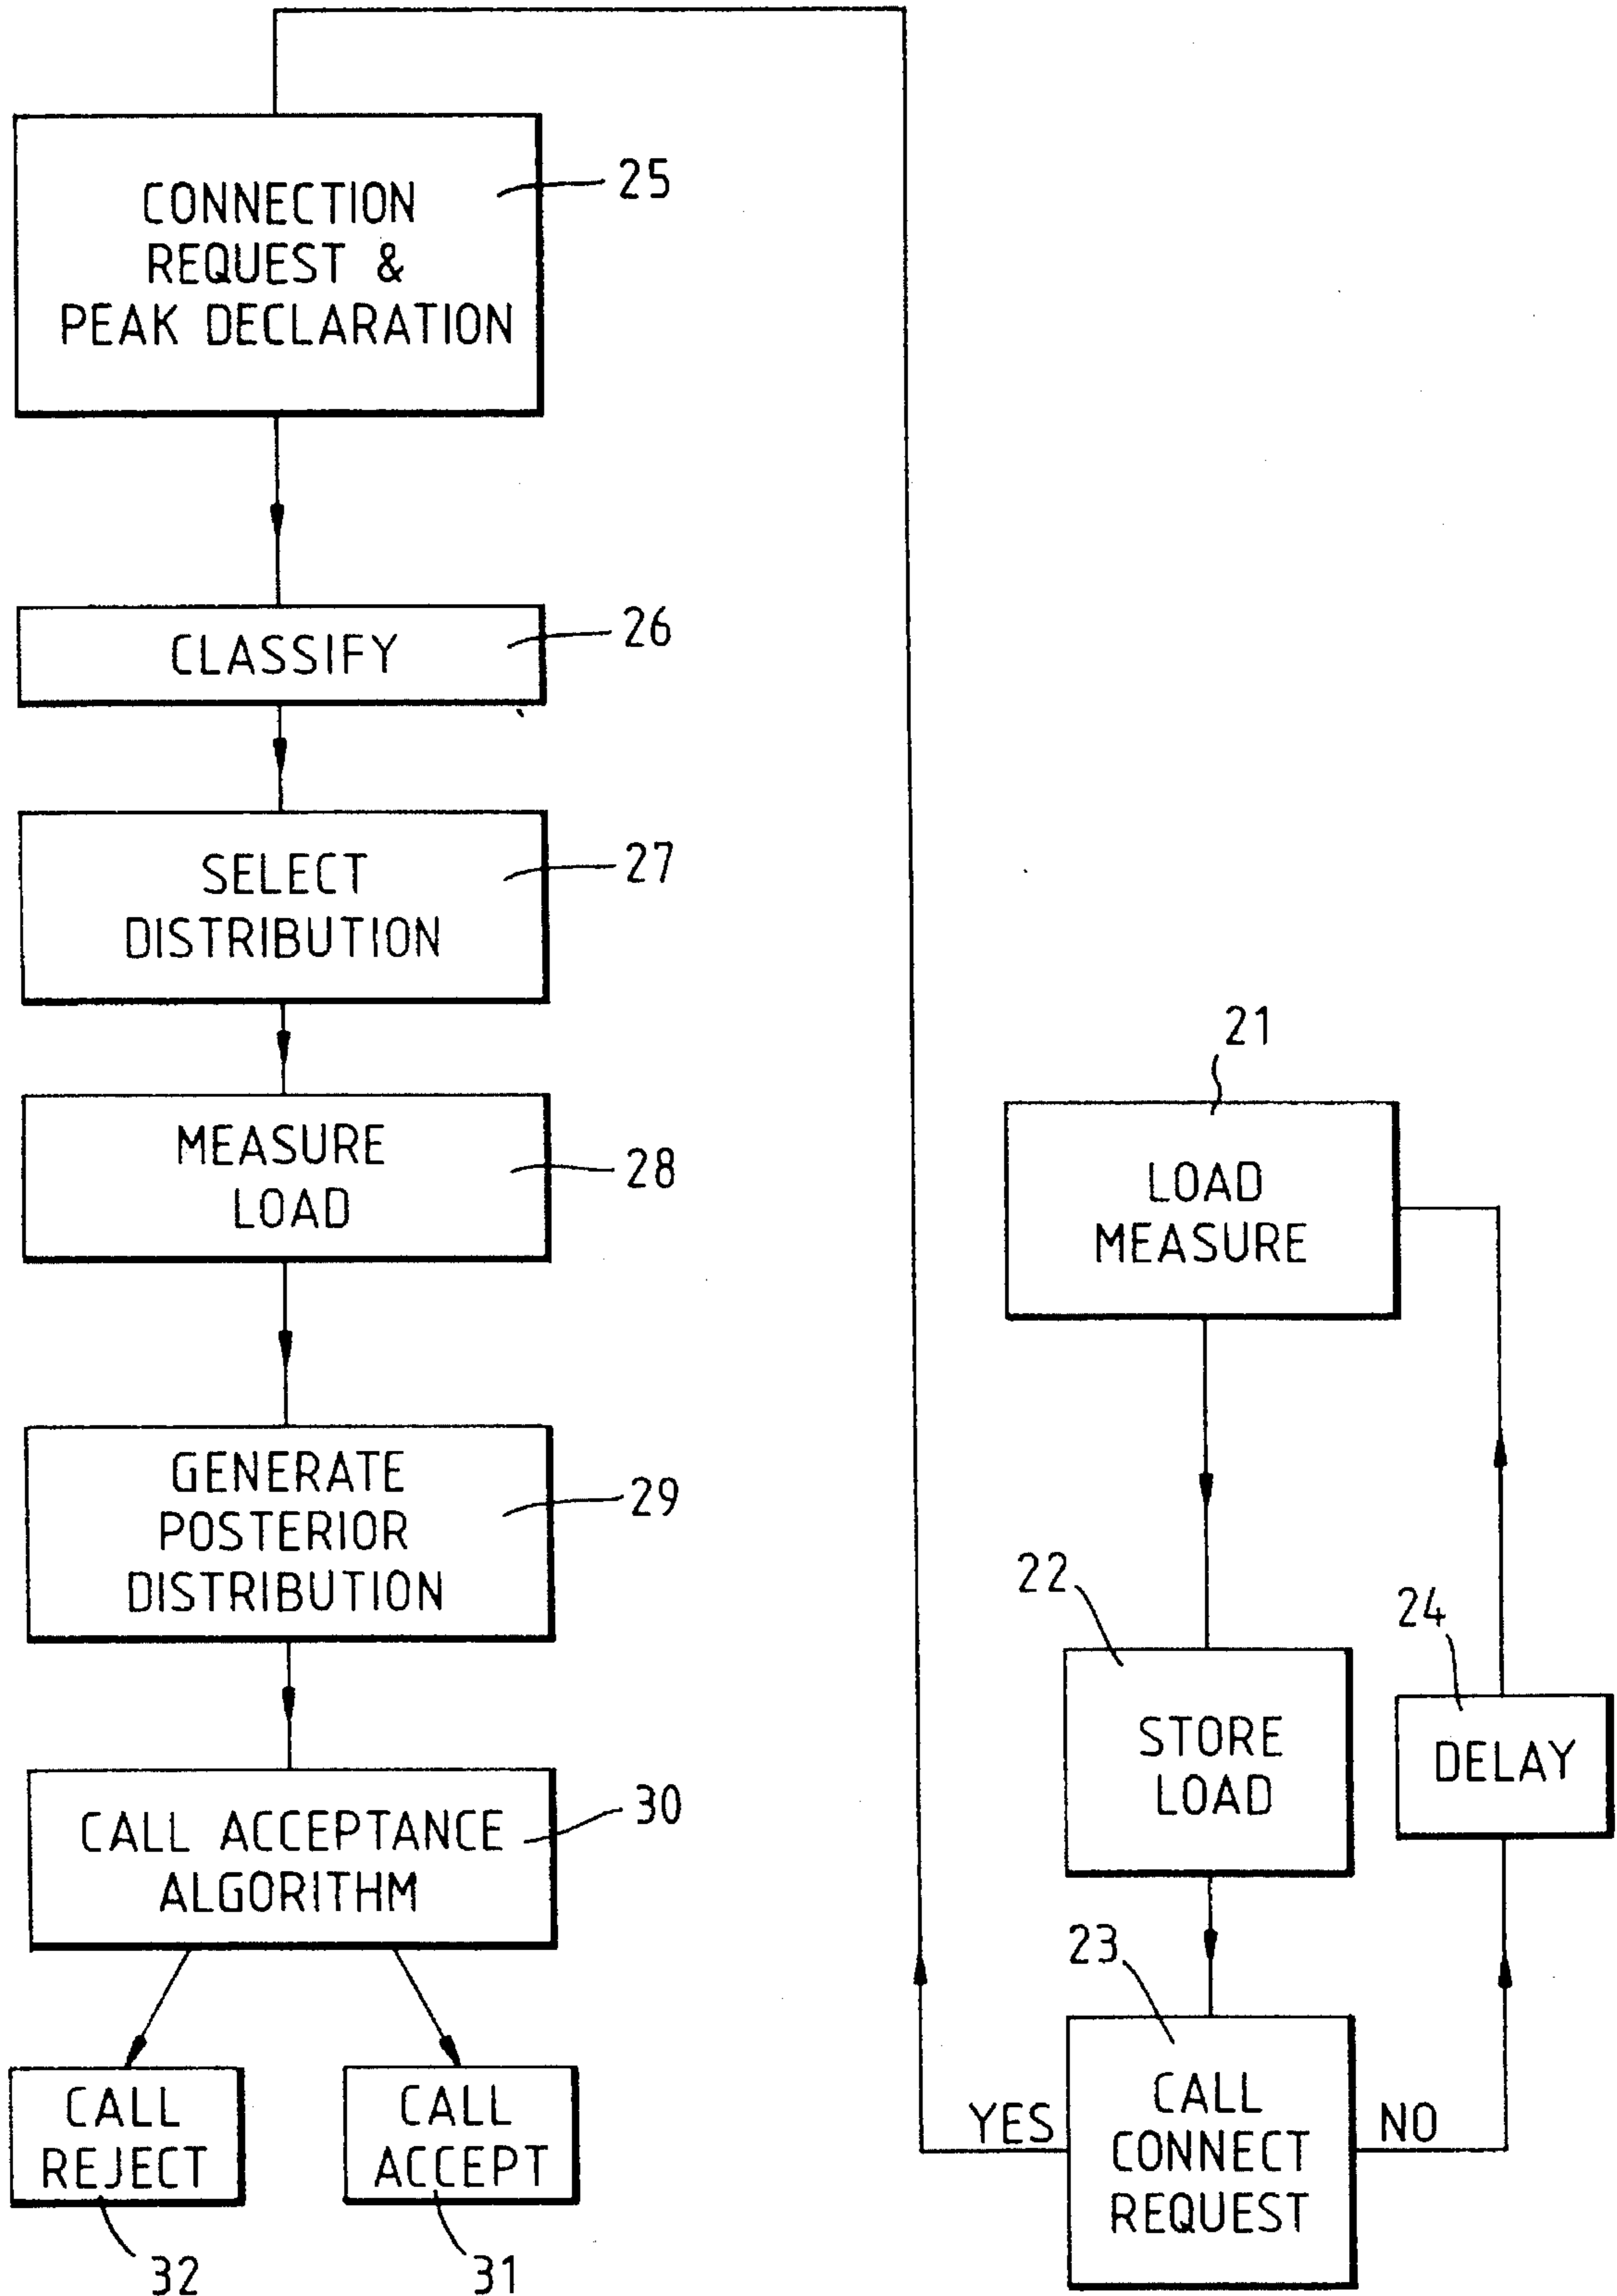 CONNECTION
REQUEST &
PEAK DECLARATION
25
CLASSIFY
26
SELECT
DISTRIBUTION
27
MEASURE
LOAD
28
GENERATE
POSTERIOR
DISTRIBUTION
29
CALL ACCEPTANCE
ALGORITHM
30
CALL
REJECT
32
CALL
ACCEPT
31
21
LOAD
MEASURE
22
STORE
LOAD
24
DELAY
23
YES
CALL
CONNECT
REQUEST
NO